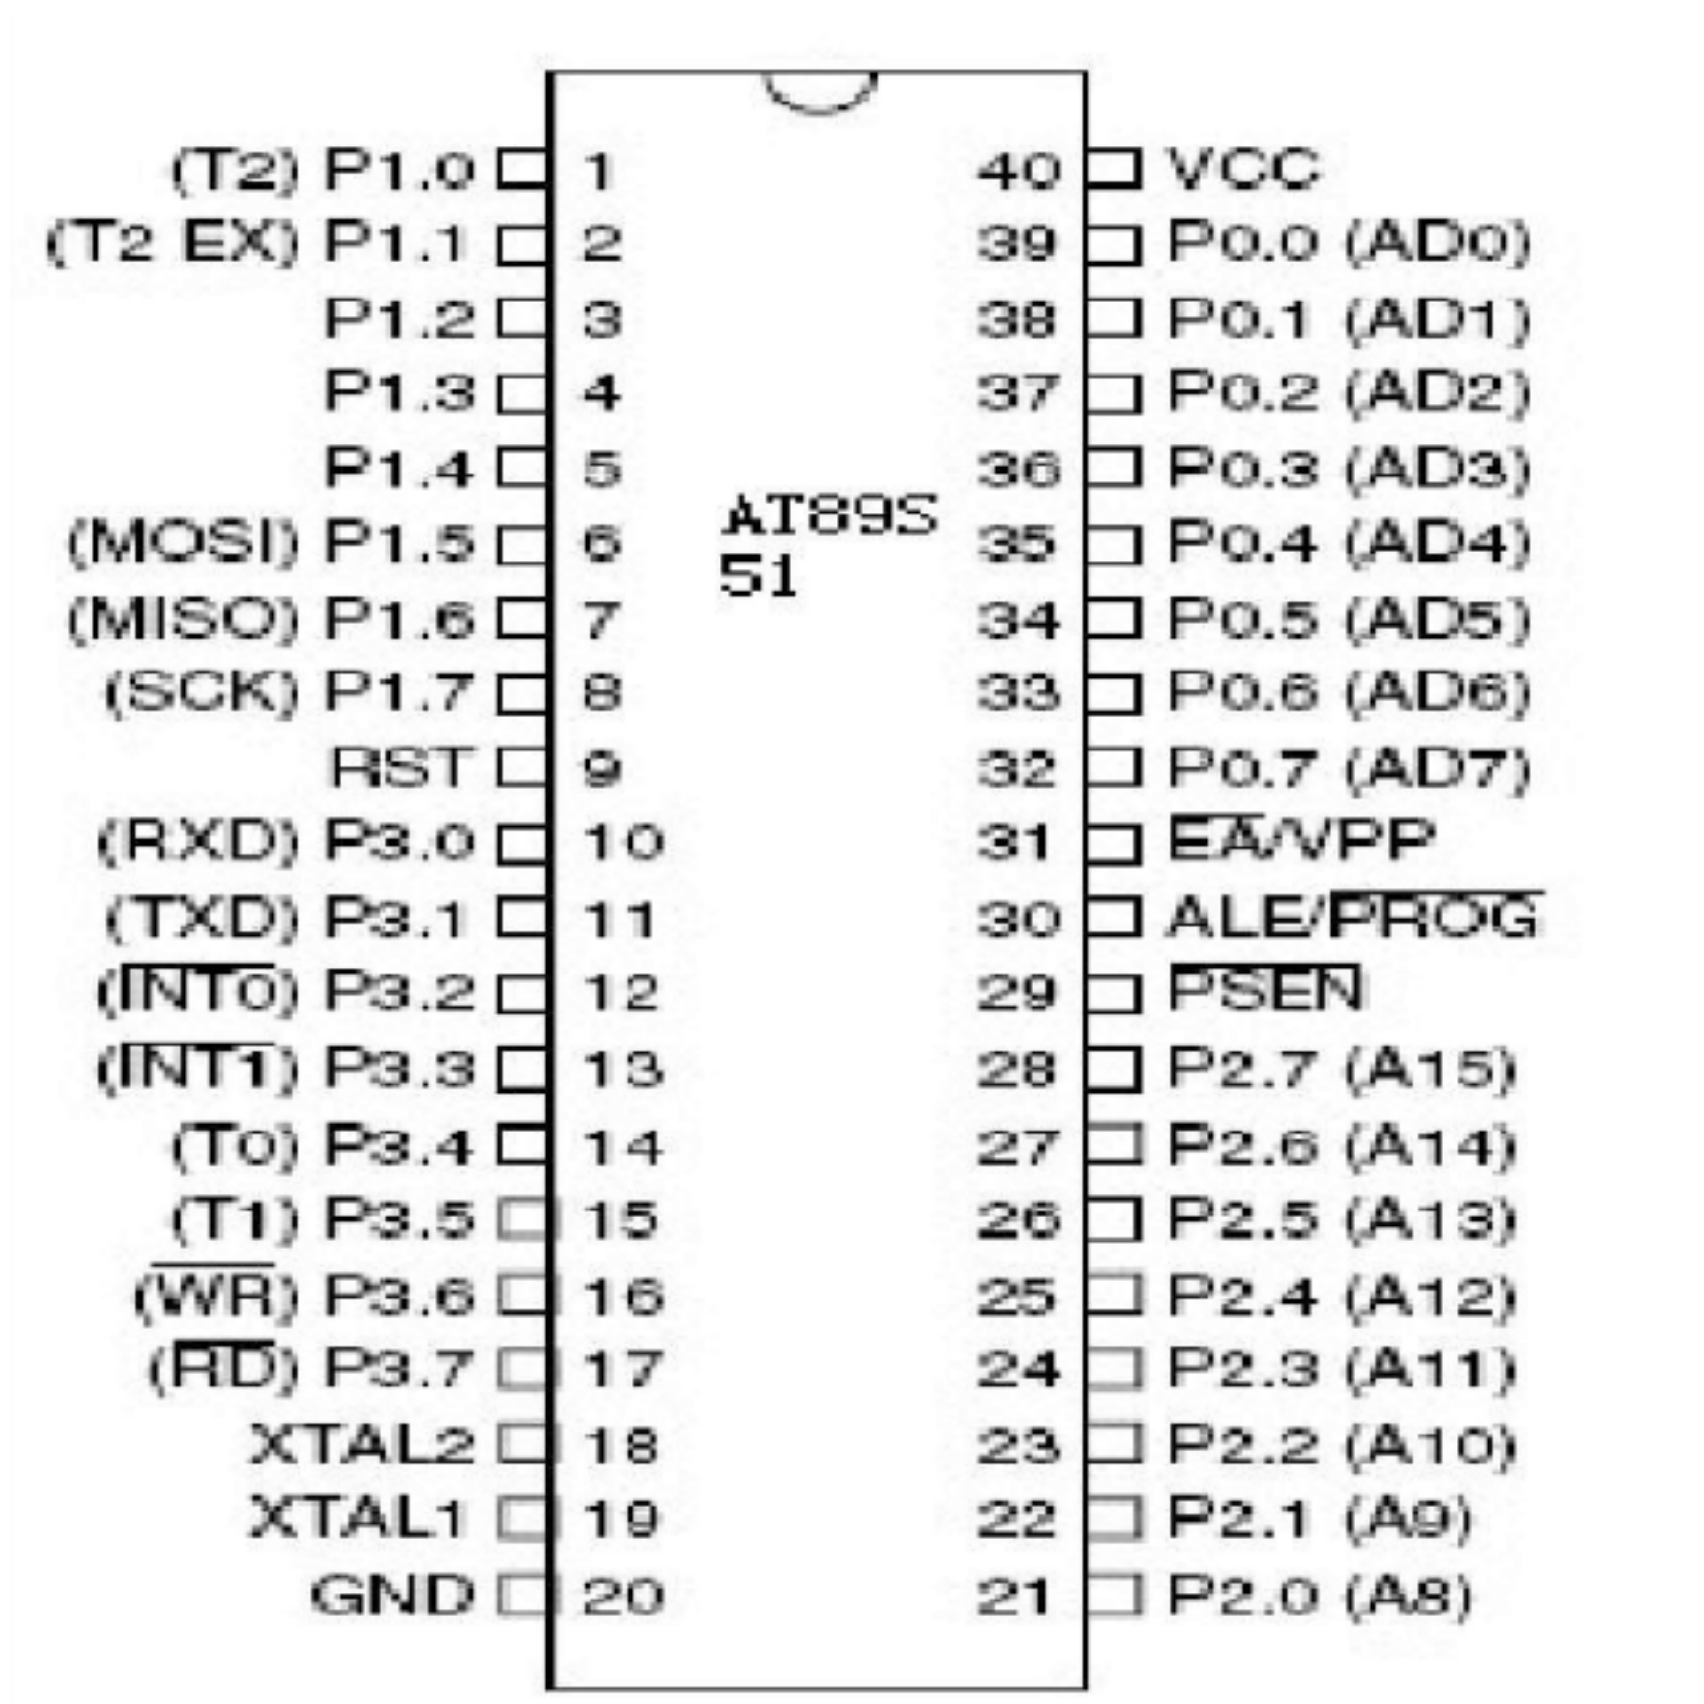 (T2) P1.0 1 40 VCC
(T2 EX) P1.1 2 39 P0.0 (AD0)
P1.2 3 38 P0.1 (AD1)
P1.3 4 37 P0.2 (AD2)
P1.4 5 36 P0.3 (AD3)
AT89S
51
(MOSI) P1.5 6 35 P0.4 (AD4)
(MISO) P1.6 7 34 P0.5 (AD5)
(SCK) P1.7 8 33 P0.6 (AD6)
RST 9 32 P0.7 (AD7)
(RXD) P3.0 10 31 E̅A̅/VPP
(TXD) P3.1 11 30 ALE/P̅R̅O̅G̅
(I̅N̅T̅0̅) P3.2 12 29 P̅S̅E̅N̅
(I̅N̅T̅1̅) P3.3 13 28 P2.7 (A15)
(T0) P3.4 14 27 P2.6 (A14)
(T1) P3.5 15 26 P2.5 (A13)
(W̅R̅) P3.6 16 25 P2.4 (A12)
(R̅D̅) P3.7 17 24 P2.3 (A11)
XTAL2 18 23 P2.2 (A10)
XTAL1 19 22 P2.1 (A9)
GND 20 21 P2.0 (A8)